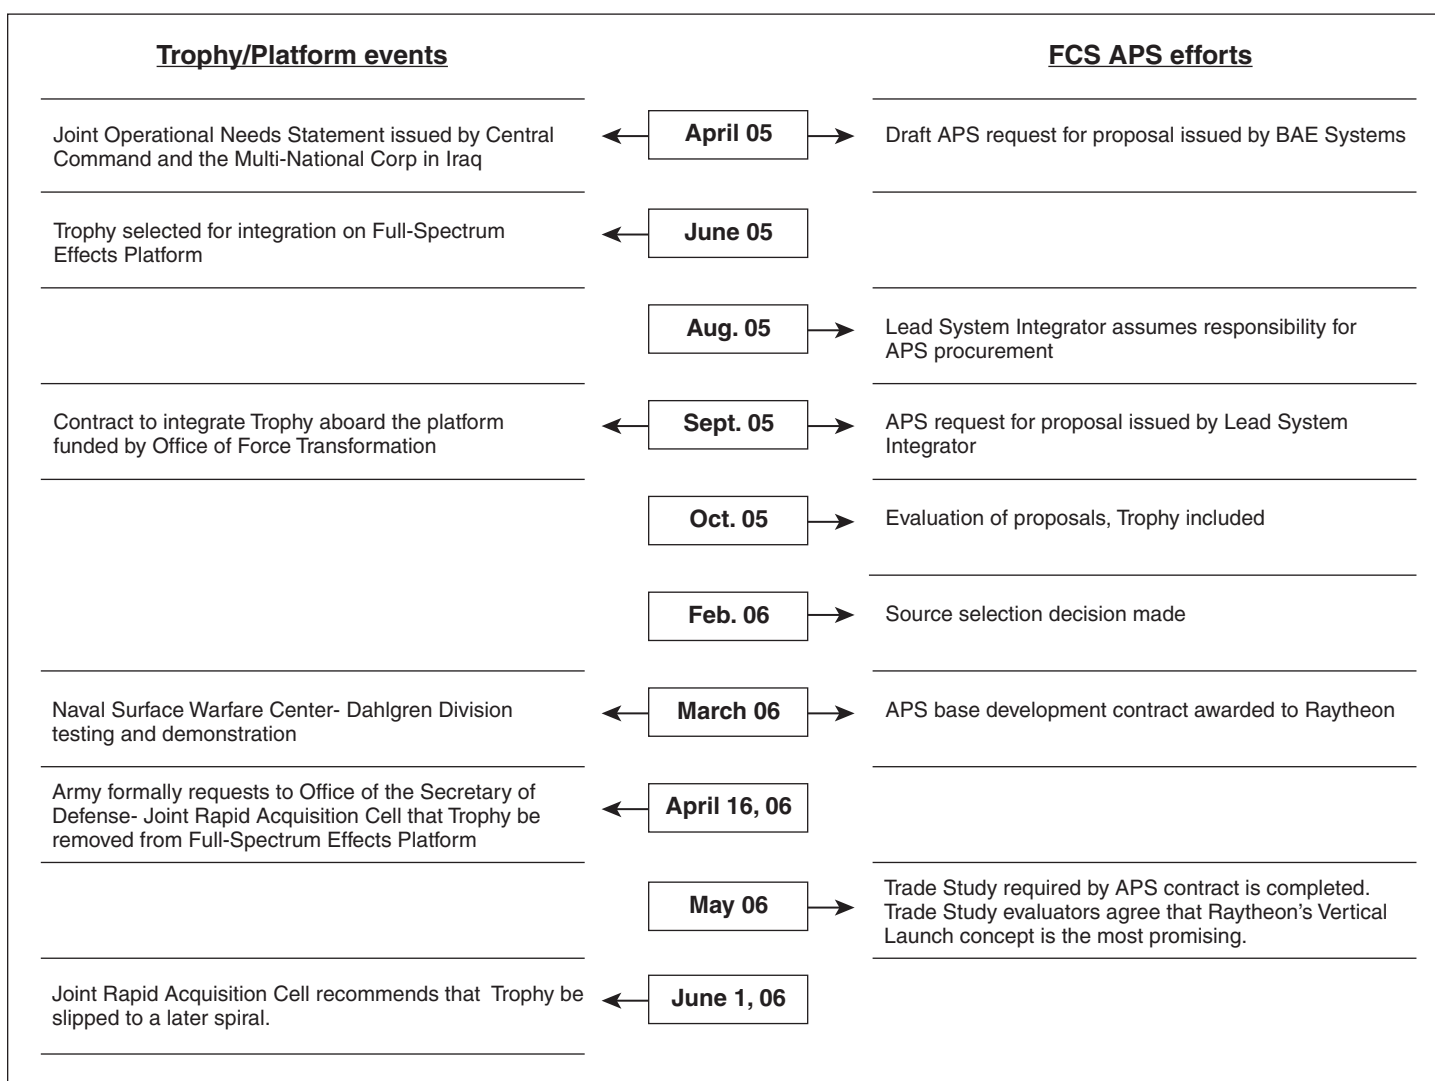 Trophy/Platform events
FCS APS efforts
Joint Operational Needs Statement issued by Central
Command and the Multi-National Corp in Iraq
April 05
Draft APS request for proposal issued by BAE Systems
Trophy selected for integration on Full-Spectrum
Effects Platform
June 05
Aug. 05
Lead System Integrator assumes responsibility for
APS procurement
Contract to integrate Trophy aboard the platform
funded by Office of Force Transformation
Sept. 05
APS request for proposal issued by Lead System
Integrator
Oct. 05
Evaluation of proposals, Trophy included
Feb. 06
Source selection decision made
Naval Surface Warfare Center- Dahlgren Division
testing and demonstration
March 06
APS base development contract awarded to Raytheon
Army formally requests to Office of the Secretary of
Defense- Joint Rapid Acquisition Cell that Trophy be
removed from Full-Spectrum Effects Platform
April 16, 06
May 06
Trade Study required by APS contract is completed.
Trade Study evaluators agree that Raytheon's Vertical
Launch concept is the most promising.
Joint Rapid Acquisition Cell recommends that Trophy be
slipped to a later spiral.
June 1, 06